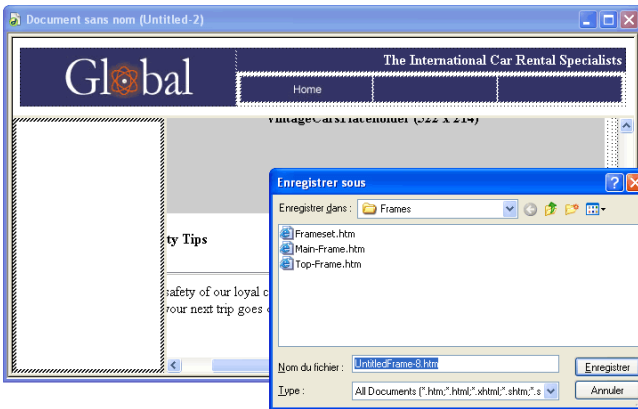 Document sans nom (Untitled-2)
Global
The International Car Rental Specialists
Home
VintageCarsPlaceholder (522 x 214)
ty Tips
safety of our loyal c
your next trip goes
Enregistrer sous
Enregistrer dans :
Frames
Frameset.htm
Main-Frame.htm
Top-Frame.htm
Nom du fichier :
UntitledFrame-8.htm
Enregistrer
Type :
All Documents (*.htm;*.html;*.xhtml;*.shtm;*.s
Annuler